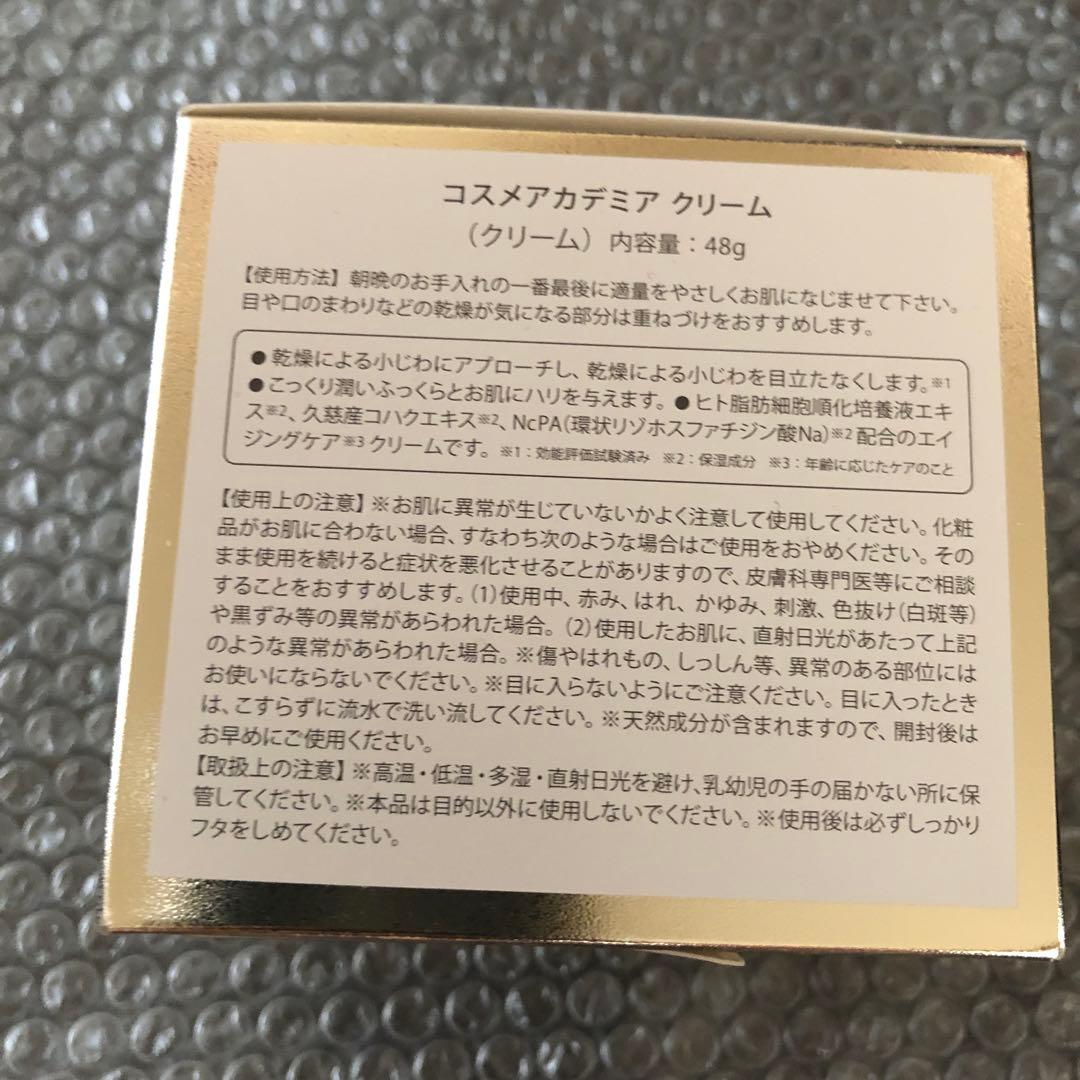 コスメアカデミア クリーム
（クリーム）内容量：48g
【使用方法】朝晩のお手入れの一番最後に適量をやさしくお肌になじませて下さい。
目や口のまわりなどの乾燥が気になる部分は重ねづけをおすすめします。
●乾燥による小じわにアプローチし、乾燥による小じわを目立たなくします。※1
●こっくり潤いふっくらとお肌にハリを与えます。●ヒト脂肪細胞順化培養液エキ
ス※2、久慈産コハクエキス※2、NcPA（環状リゾホスファチジン酸Na）※2 配合のエイ
ジングケア※3 クリームです。※1：効能評価試験済み ※2：保湿成分 ※3：年齢に応じたケアのこと
【使用上の注意】※お肌に異常が生じていないかよく注意して使用してください。化粧
品がお肌に合わない場合、すなわち次のような場合はご使用をおやめください。その
まま使用を続けると症状を悪化させることがありますので、皮膚科専門医等にご相談
することをおすすめします。（1）使用中、赤み、はれ、かゆみ、刺激、色抜け（白斑等）
や黒ずみ等の異常があらわれた場合。（2）使用したお肌に、直射日光があたって上記
のような異常があらわれた場合。※傷やはれもの、しっしん等、異常のある部位には
お使いにならないでください。※目に入らないようにご注意ください。目に入ったとき
は、こすらずに流水で洗い流してください。※天然成分が含まれますので、開封後は
お早めにご使用ください。
【取扱上の注意】※高温・低温・多湿・直射日光を避け、乳幼児の手の届かない所に保
管してください。※本品は目的以外に使用しないでください。※使用後は必ずしっかり
フタをしめてください。